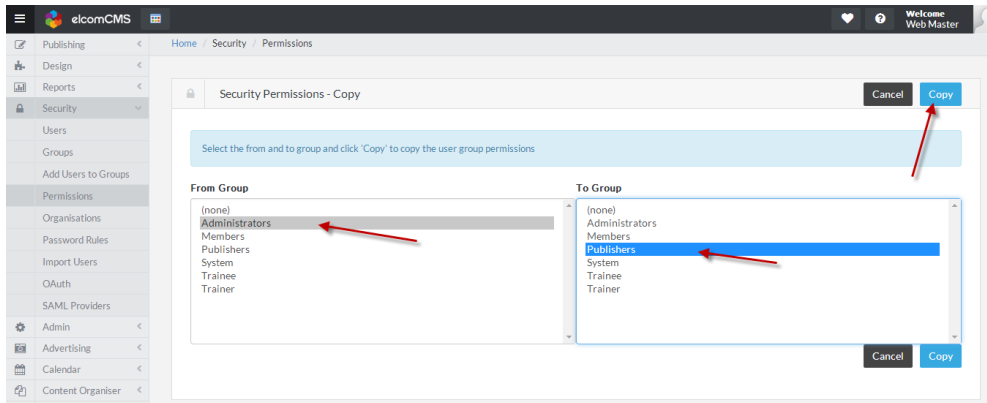 elcomCMS
Welcome
Web Master
Publishing
Design
Reports
Security
Users
Groups
Add Users to Groups
Permissions
Organisations
Password Rules
Import Users
OAuth
SAML Providers
Admin
Advertising
Calendar
Content Organiser
Home / Security / Permissions
Security Permissions - Copy
Cancel
Copy
Select the from and to group and click 'Copy' to copy the user group permissions
From Group
(none)
Administrators
Members
Publishers
System
Trainee
Trainer
To Group
(none)
Administrators
Members
Publishers
System
Trainee
Trainer
Cancel
Copy